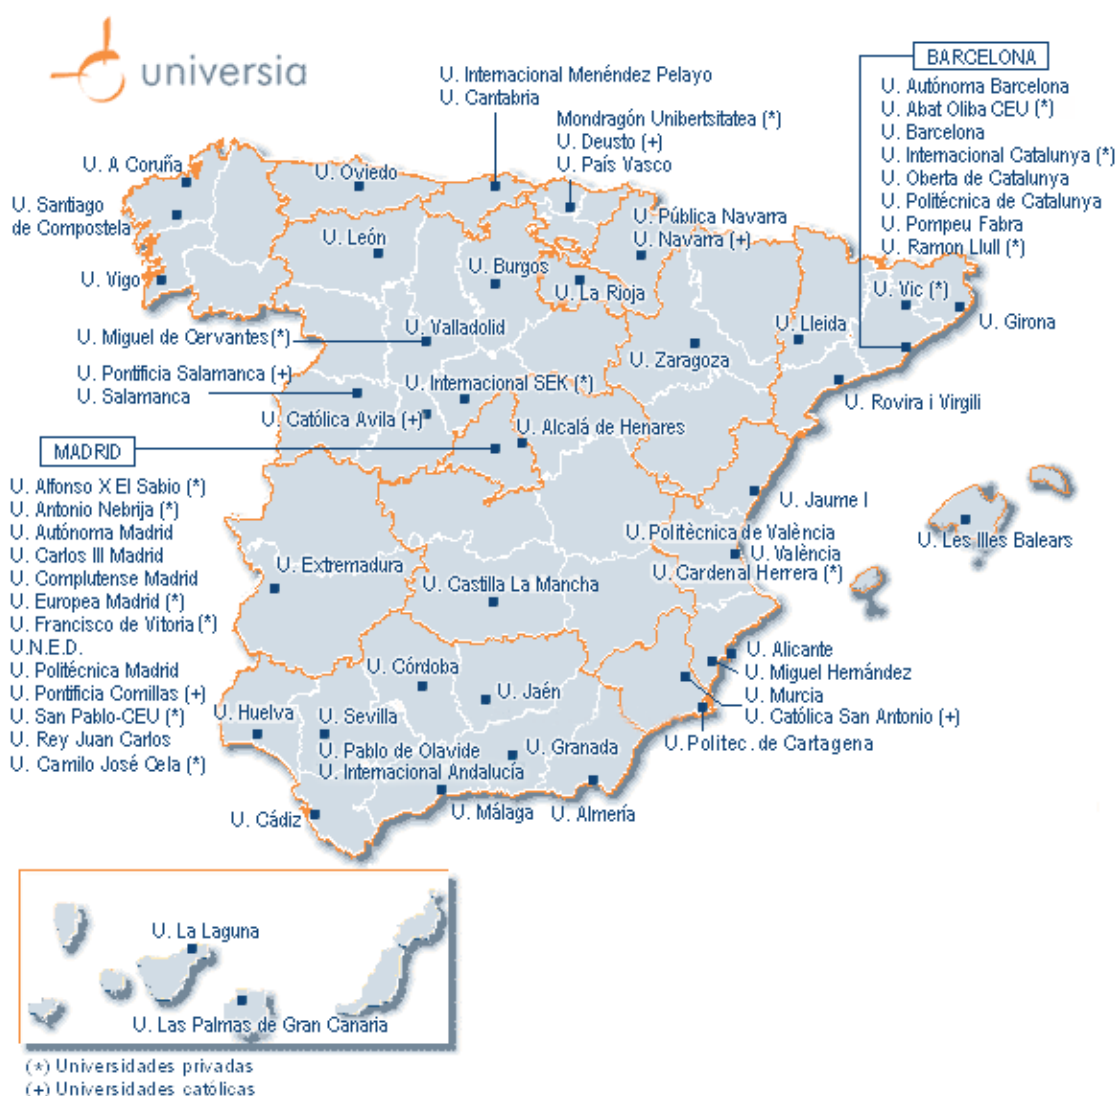 universia
U. Internacional Menéndez Pelayo
U. Cantabria
Mondragón Unibertsitatea (*)
U. Deusto (+)
U. País Vasco
BARCELONA
U. Autónoma Barcelona
U. Abat Oliba CEU (*)
U. Barcelona
U. Internacional Catalunya (*)
U. Oberta de Catalunya
U. Politécnica de Catalunya
U. Pompeu Fabra
U. Ramon Llull (*)
U. A Coruña
U. Oviedo
U. Santiago
de Compostela
U. León
U. Pública Navarra
U. Navarra (+)
U. Vigo
U. Burgos
U. La Rioja
U. Vic (*)
U. Girona
U. Miguel de Cervantes(*)
U. Valladolid
U. Zaragoza
U. Lleida
U. Pontificia Salamanca (+)
U. Salamanca
U. Internacional SEK (*)
U. Rovira i Virgili
U. Católica Avila (+)
U. Alcalá de Henares
MADRID
U. Alfonso X El Sabio (*)
U. Antonio Nebrija (*)
U. Autónoma Madrid
U. Carlos III Madrid
U. Complutense Madrid
U. Europea Madrid (*)
U. Francisco de Vitoria (*)
U.N.E.D.
U. Politécnica Madrid
U. Pontificia Comillas (+)
U. San Pablo-CEU (*)
U. Rey Juan Carlos
U. Camilo José Cela (*)
U. Jaume I
U. Politècnica de València
U. València
U. Cardenal Herrera (*)
U. Les Illes Balears
U. Extremadura
U. Castilla La Mancha
U. Alicante
U. Miguel Hernández
U. Murcia
U. Católica San Antonio (+)
U. Politec. de Cartagena
U. Córdoba
U. Jaén
U. Huelva
U. Sevilla
U. Pablo de Olavide
U. Internacional Andalucía
U. Granada
U. Cádiz
U. Málaga
U. Almería
U. La Laguna
U. Las Palmas de Gran Canaria
(*) Universidades privadas
(+) Universidades católicas